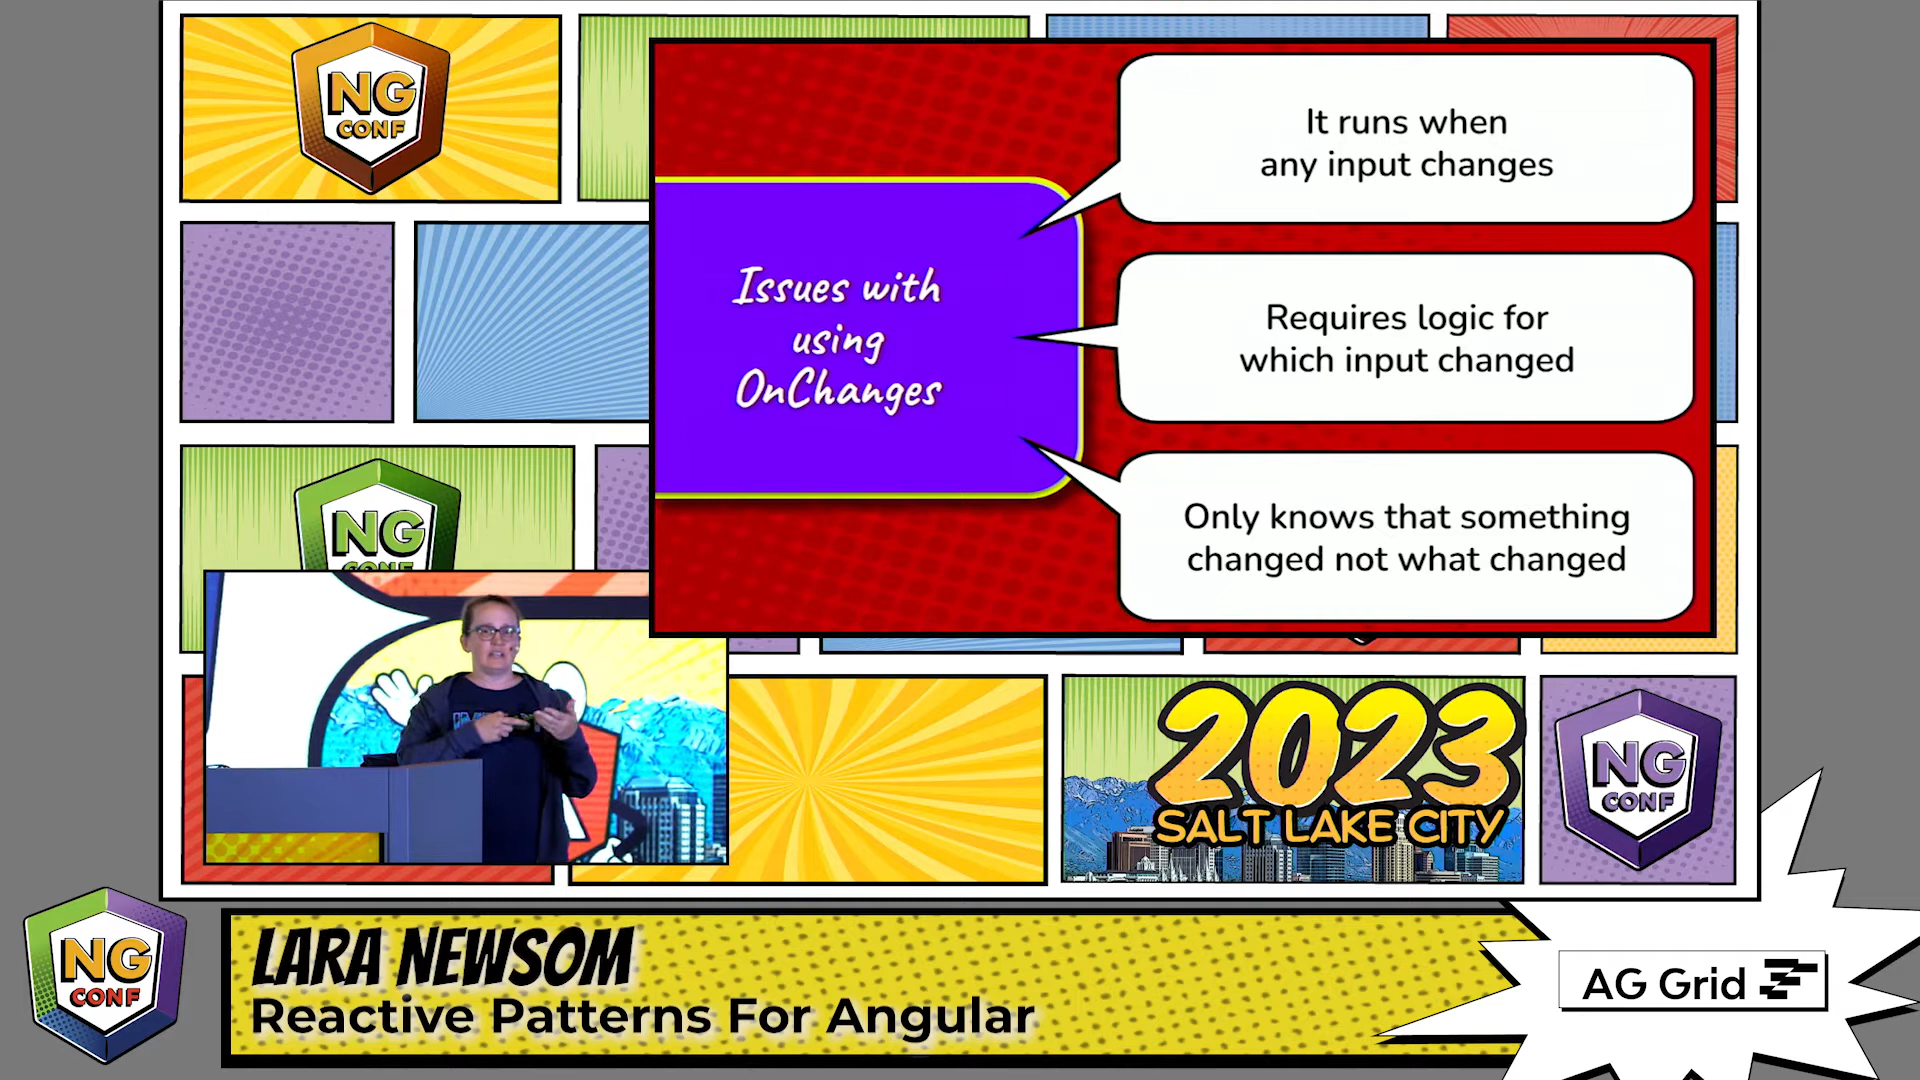 NG
CONF
It runs when
any input changes
Issues with
using
OnChanges
Requires logic for
which input changed
Only knows that something
changed not what changed
NG
CONF
2023
SALT LAKE CITY
NG
CONF
NG
CONF
LARA NEWSOM
Reactive Patterns For Angular
AG Grid